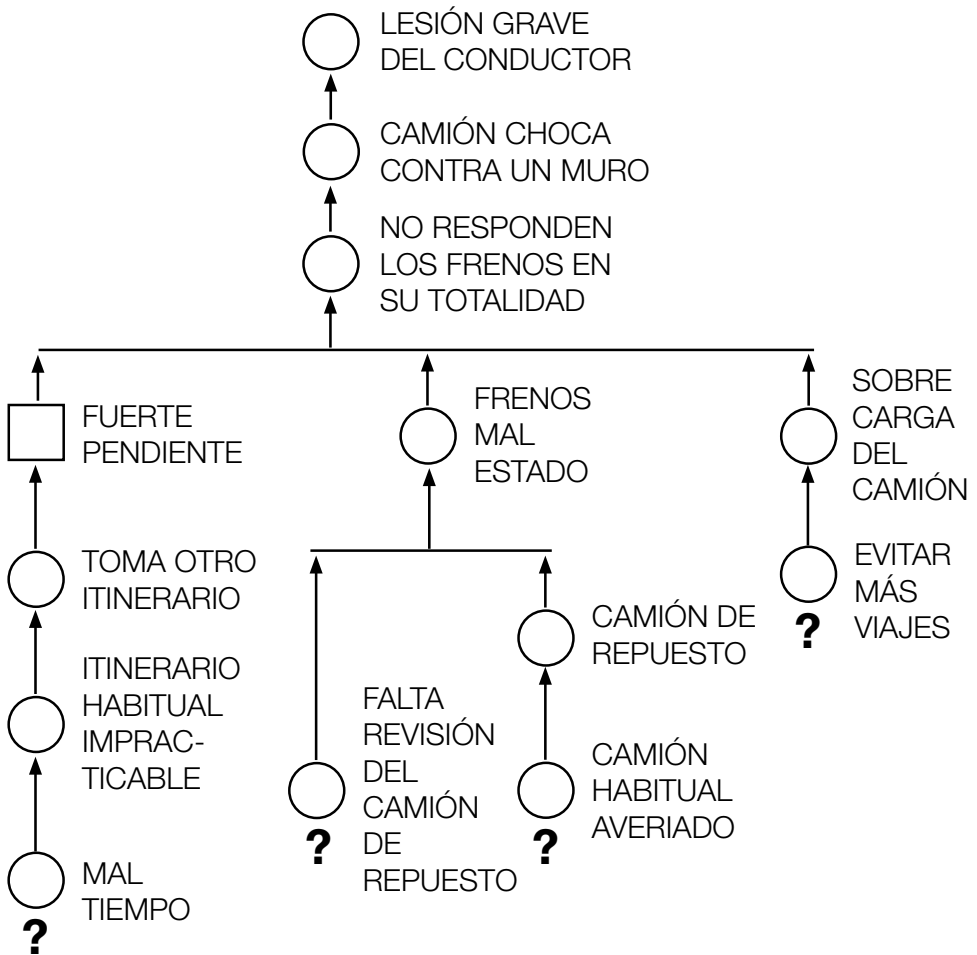 LESIÓN GRAVE
DEL CONDUCTOR
CAMIÓN CHOCA
CONTRA UN MURO
NO RESPONDEN
LOS FRENOS EN
SU TOTALIDAD
FUERTE
PENDIENTE
TOMA OTRO
ITINERARIO
ITINERARIO
HABITUAL
IMPRAC-
TICABLE
MAL
TIEMPO
?
FRENOS
MAL
ESTADO
FALTA
REVISIÓN
DEL
CAMIÓN
DE
REPUESTO
?
CAMIÓN DE
REPUESTO
CAMIÓN
HABITUAL
AVERIADO
?
SOBRE
CARGA
DEL
CAMIÓN
EVITAR
MÁS
VIAJES
?